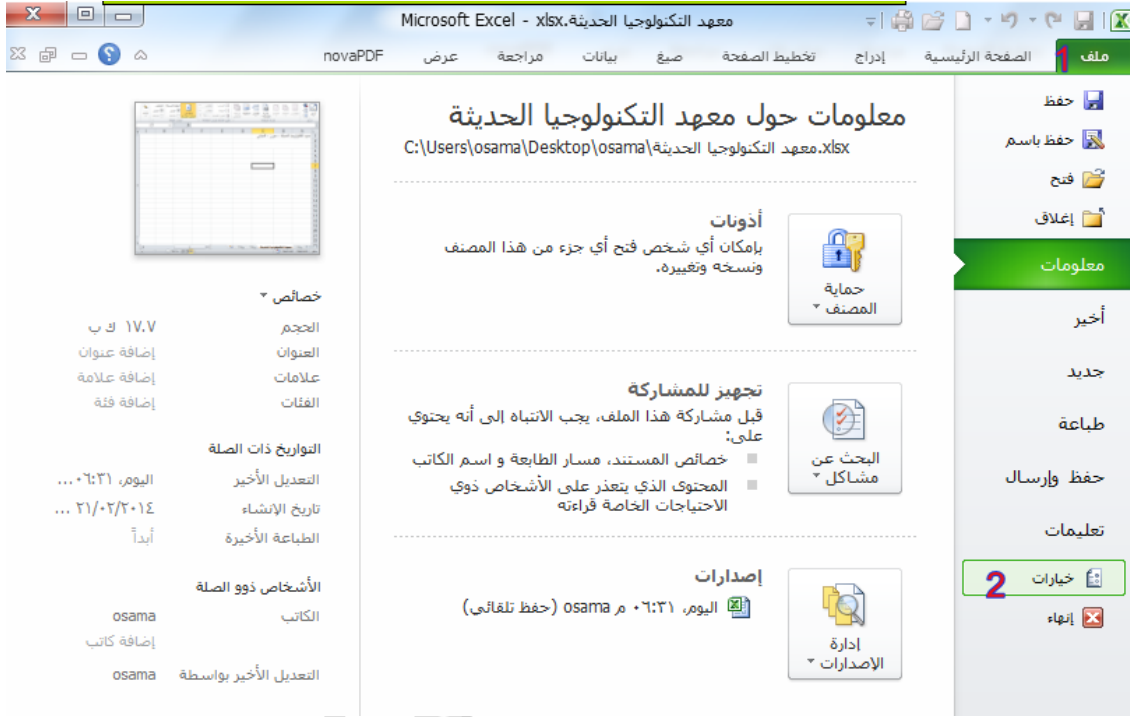 معهد التكنولوجيا الحديثة.xlsx - Microsoft Excel
ملف 1 الصفحة الرئيسية إدراج تخطيط الصفحة صيغ بيانات مراجعة عرض novaPDF
حفظ
حفظ باسم
فتح
إغلاق
معلومات
أخير
جديد
طباعة
حفظ وإرسال
تعليمات
خيارات 2
إنهاء
معلومات حول معهد التكنولوجيا الحديثة
C:\Users\osama\Desktop\osama\معهد التكنولوجيا الحديثة.xlsx
حماية
المصنف
أذونات
بإمكان أي شخص فتح أي جزء من هذا المصنف
ونسخه وتغييره.
البحث عن
مشاكل
تجهيز للمشاركة
قبل مشاركة هذا الملف، يجب الانتباه إلى أنه يحتوي
على:
خصائص المستند، مسار الطابعة و اسم الكاتب
المحتوى الذي يتعذر على الأشخاص ذوي
الاحتياجات الخاصة قراءته
إدارة
الإصدارات
إصدارات
اليوم، ٠٦:٣١ م osama (حفظ تلقائي)
خصائص
الحجم ١٧.٧ ك ب
العنوان إضافة عنوان
علامات إضافة علامة
الفئات إضافة فئة
التواريخ ذات الصلة
التعديل الأخير اليوم، ٠٦:٣١...
تاريخ الإنشاء ٢١/٠٢/٢٠١٤ ...
الطباعة الأخيرة أبداً
الأشخاص ذوو الصلة
الكاتب osama
إضافة كاتب
التعديل الأخير بواسطة osama